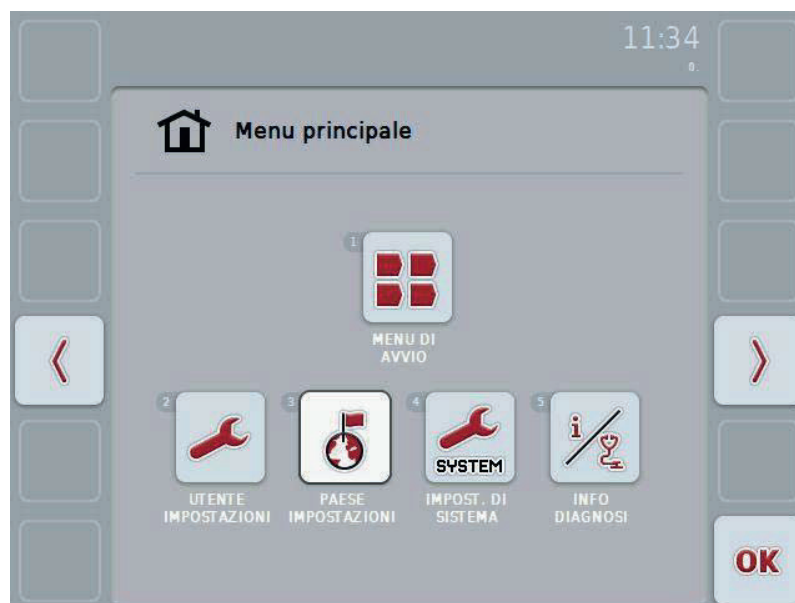 11:34
0.
Menu principale
1
MENU DI
AVVIO
2
3
4
5
SYSTEM
i
UTENTE
IMPOSTAZIONI
PAESE
IMPOSTAZIONI
IMPOST. DI
SISTEMA
INFO
DIAGNOSI
OK